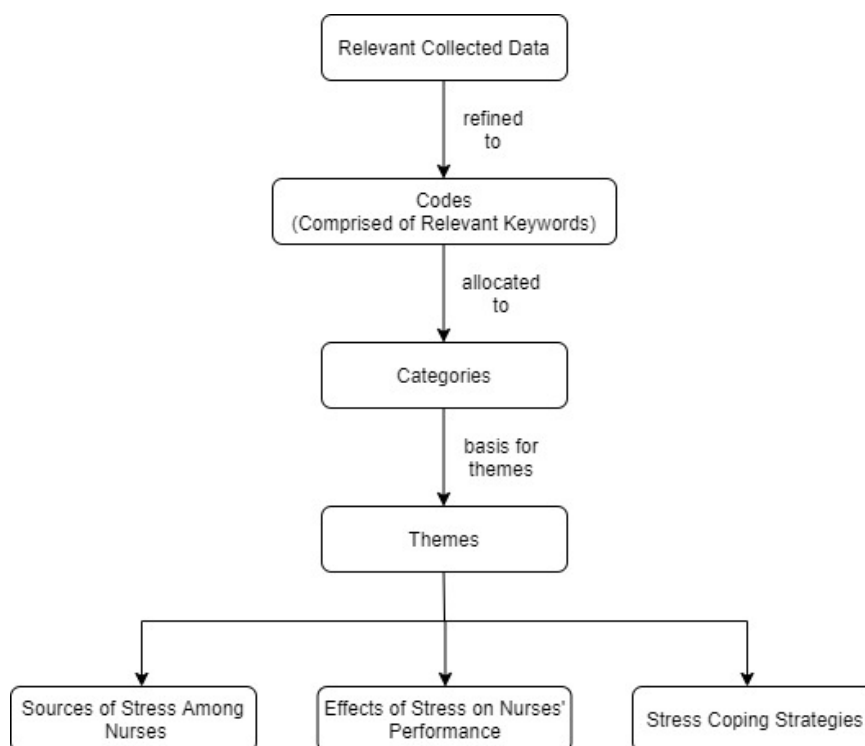 Relevant Collected Data
refined
to
Codes
(Comprised of Relevant Keywords)
allocated
to
Categories
basis for
themes
Themes
Sources of Stress Among
Nurses
Effects of Stress on Nurses'
Performance
Stress Coping Strategies